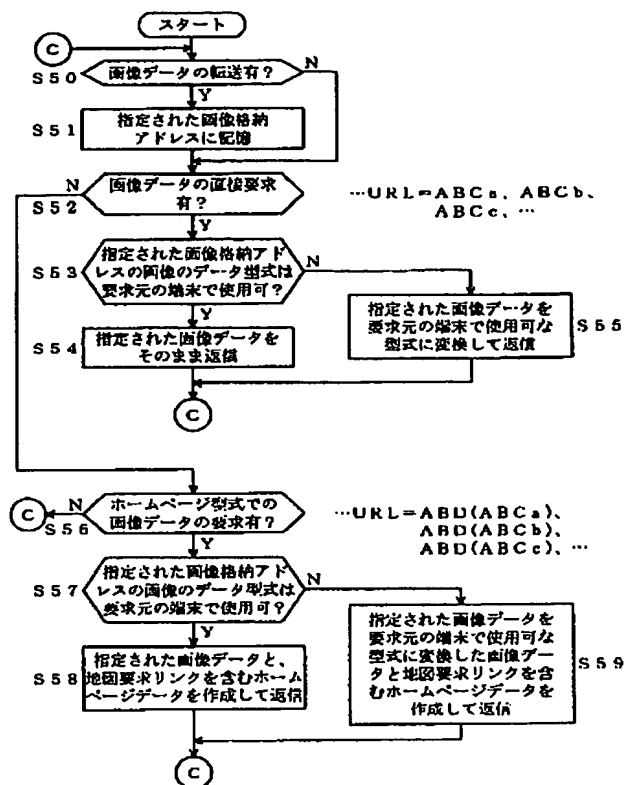 スタート
C
S50
画像データの転送有?
N
Y
S51
指定された画像格納
アドレスに記憶
N
画像データの直接要求
有?
S52
Y
…URL=ABCa, ABCb、
ABCc, …
S53
指定された画像格納アド
レスの画像のデータ型式は
要求元の端末で使用可?
N
Y
S54
指定された画像データを
そのまま返信
指定された画像データを
要求元の端末で使用可な
型式に変換して返信
S55
C
C
N
S56
ホームページ型式での
画像データの要求有?
Y
…URL=ABD(ABCa)、
ABD(ABCb)、
ABD(ABCc)、…
S57
指定された画像格納アド
レスの画像のデータ型式は
要求元の端末で使用可?
N
Y
S58
指定された画像データと、
地図要求リンクを含むホーム
ページデータを作成して返信
指定された画像データを
要求元の端末で使用可な
型式に変換した画像デー
タと地図要求リンクを含
むホームページデータを
作成して返信
S59
C